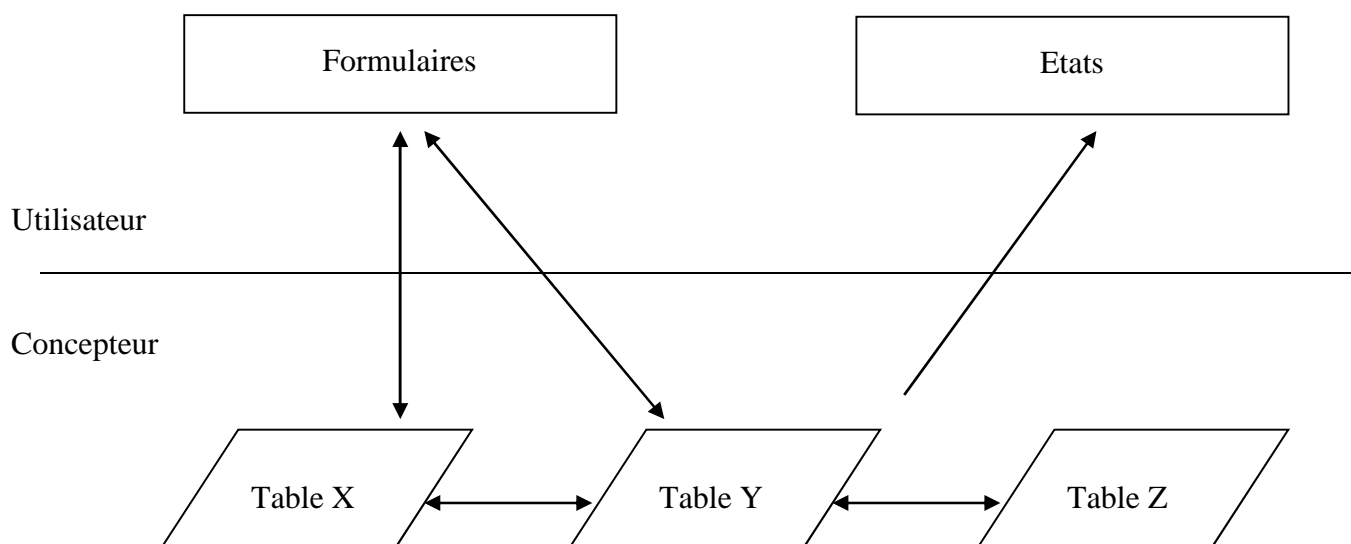 Formulaires
Etats
Utilisateur
Concepteur
Table X
Table Y
Table Z